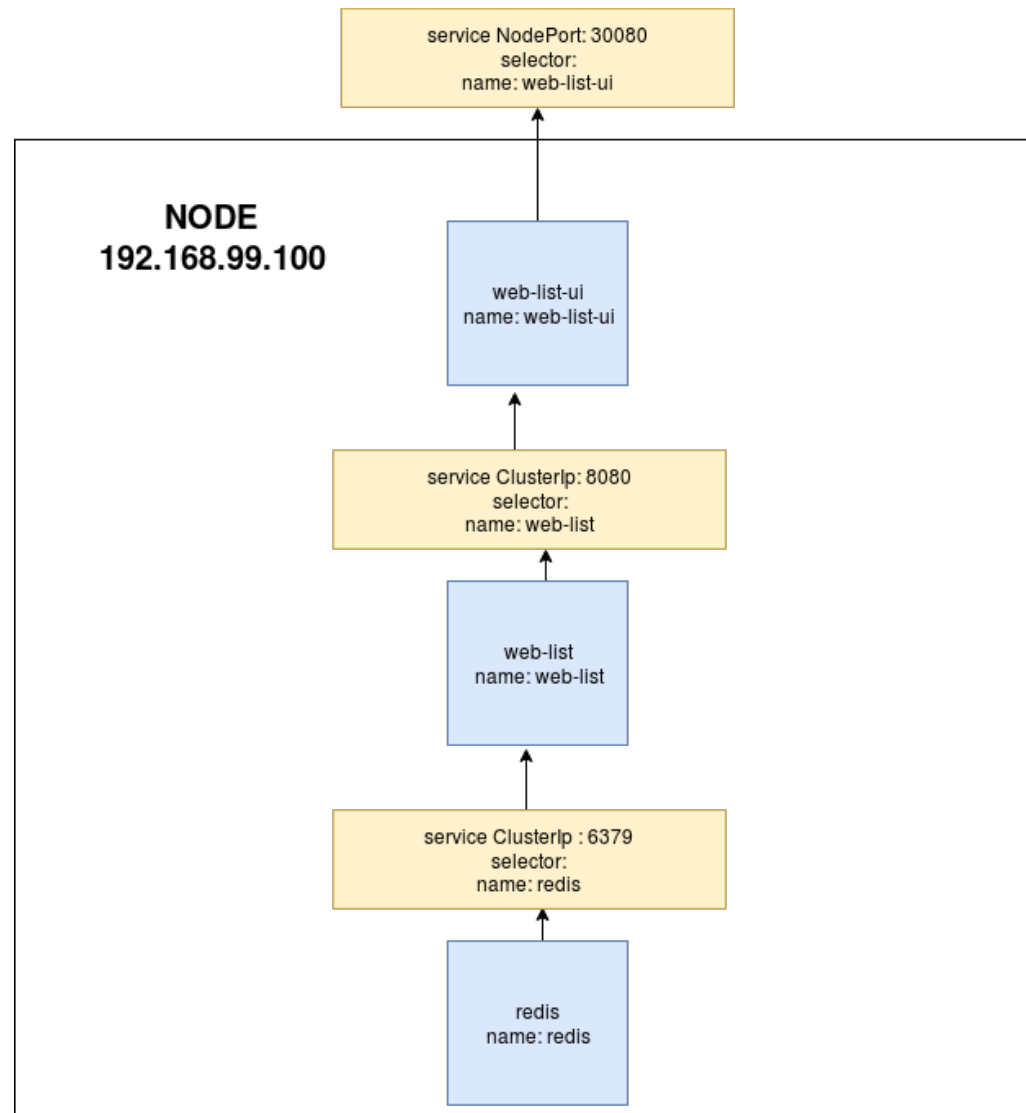 service NodePort: 30080
selector:
name: web-list-ui
NODE
192.168.99.100
web-list-ui
name: web-list-ui
service ClusterIp: 8080
selector:
name: web-list
web-list
name: web-list
service ClusterIp : 6379
selector:
name: redis
redis
name: redis